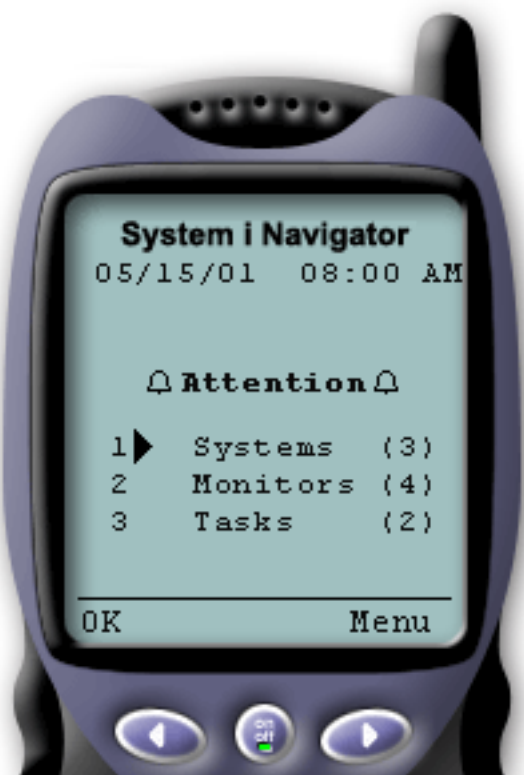 System i Navigator
05/15/01 08:00 AM
Attention
1 Systems (3)
2 Monitors (4)
3 Tasks (2)
OK Menu
on
off